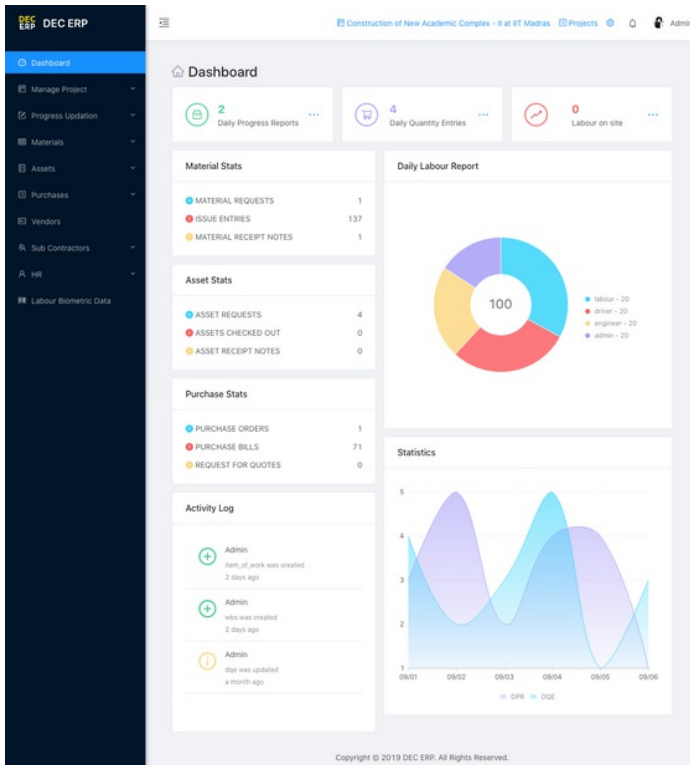 DEC ERP
DEC ERP
Construction of New Academic Complex - II at IIT Madras
Projects
Admin
Dashboard
Manage Project
Progress Updation
Materials
Assets
Purchases
Vendors
Sub Contractors
HR
Labour Biometric Data
Dashboard
2
Daily Progress Reports
4
Daily Quantity Entries
0
Labour on site
Material Stats
MATERIAL REQUESTS 1
ISSUE ENTRIES 137
MATERIAL RECEIPT NOTES 1
Asset Stats
ASSET REQUESTS 4
ASSETS CHECKED OUT 0
ASSET RECEIPT NOTES 0
Purchase Stats
PURCHASE ORDERS 1
PURCHASE BILLS 71
REQUEST FOR QUOTES 0
Activity Log
Admin
item_of_work was created
2 days ago
Admin
wbs was created
2 days ago
Admin
dqe was updated
a month ago
Daily Labour Report
100
labour - 20
driver - 20
engineer - 20
admin - 20
Statistics
5
4
3
2
1
09/01 09/02 09/03 09/04 09/05 09/06
DPR DQE
Copyright © 2019 DEC ERP. All Rights Reserved.